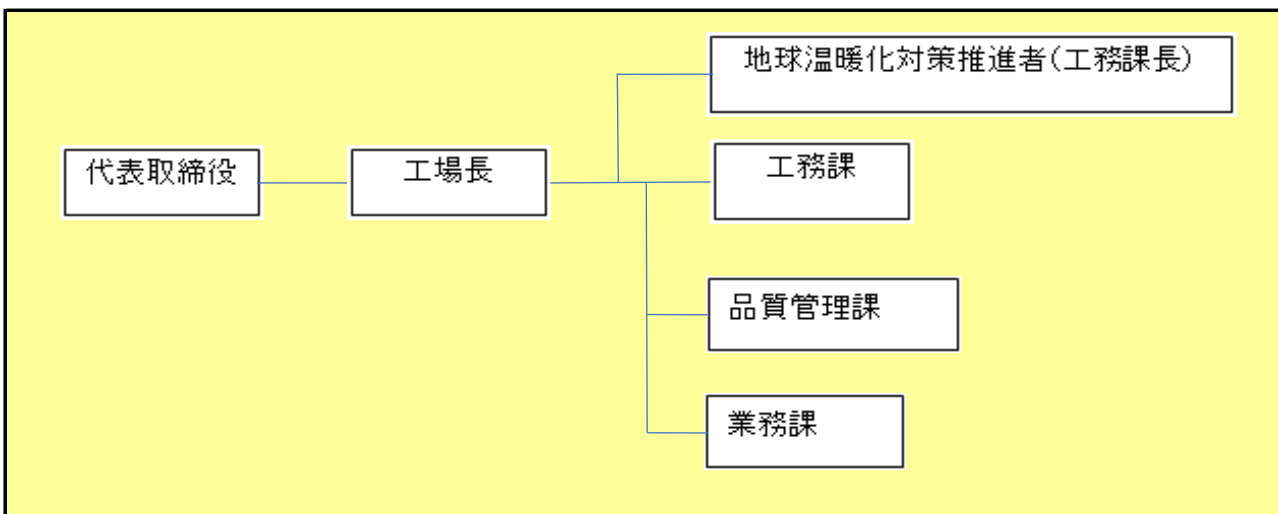 地球温暖化対策推進者(工務課長)
代表取締役
工場長
工務課
品質管理課
業務課